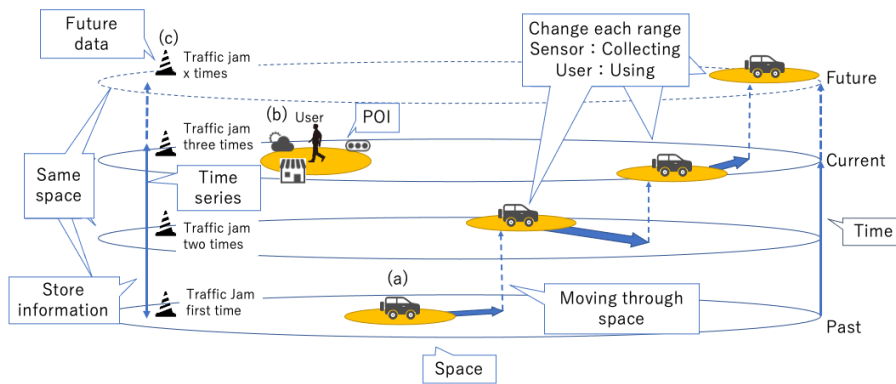 Future
data
(c)
Traffic jam
x times
Change each range
Sensor：Collecting
User：Using
Future
(b)
User
POI
Traffic jam
three times
Current
Same
space
Time
series
Traffic jam
two times
Time
(a)
Store
information
Traffic Jam
first time
Moving through
space
Past
Space